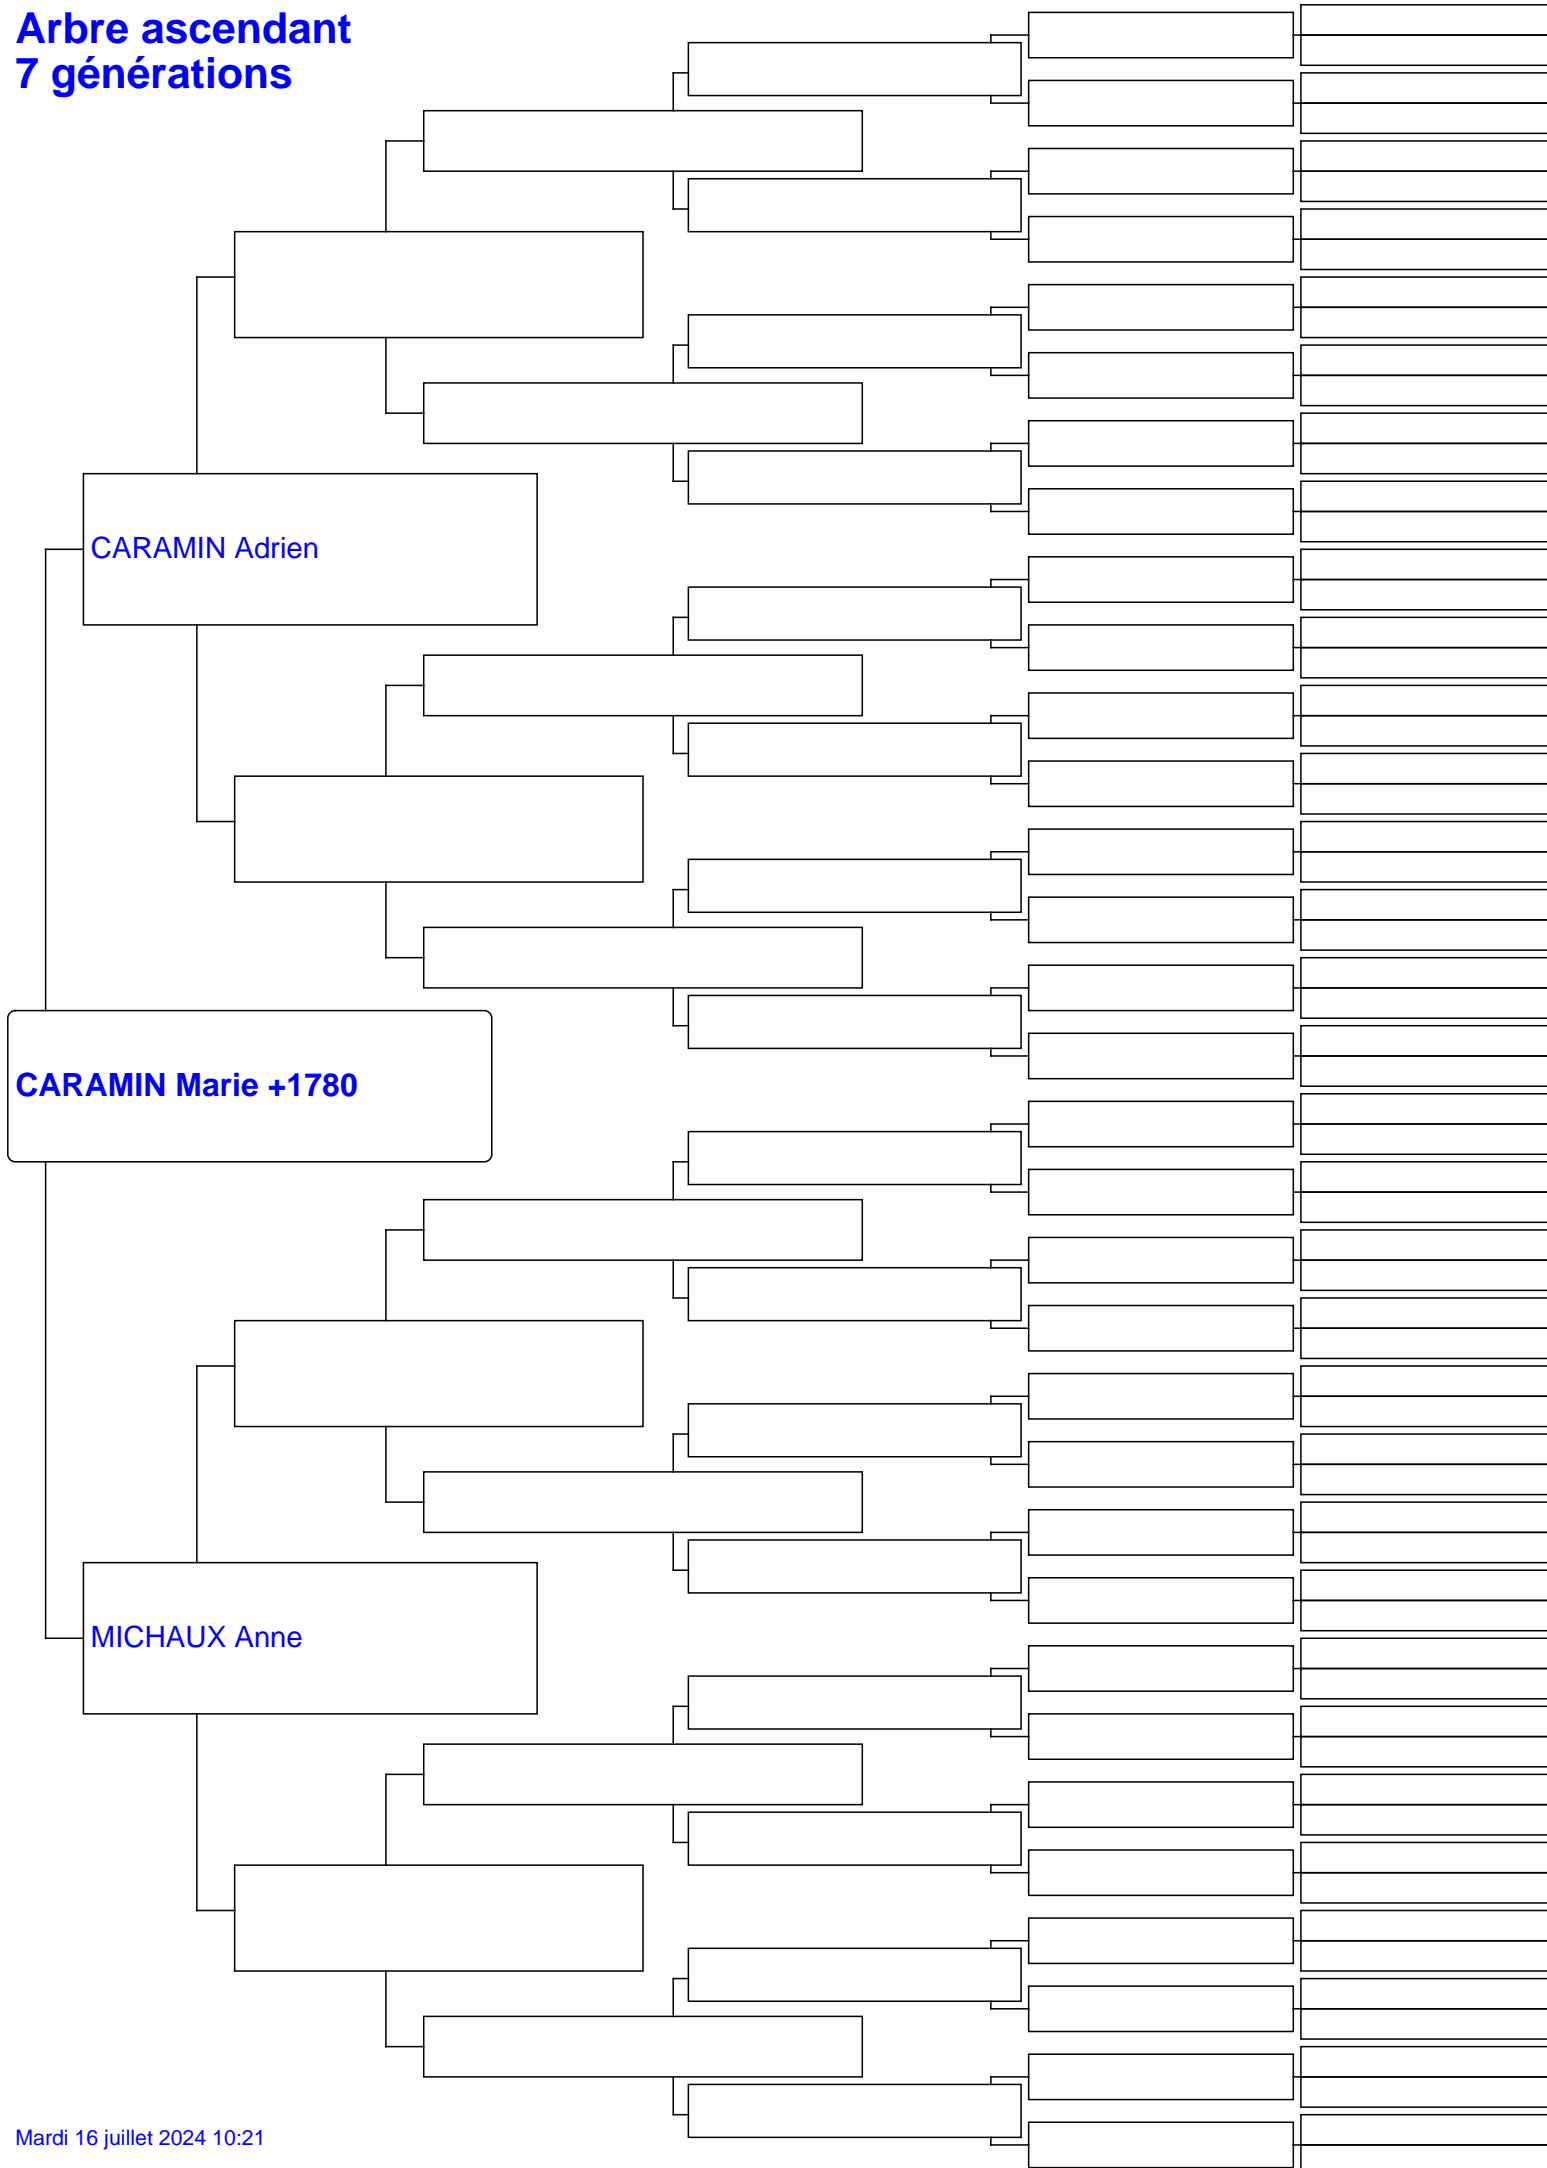 Arbre ascendant
7 générations
CARAMIN Adrien
CARAMIN Marie +1780
MICHAUX Anne
Mardi 16 juillet 2024 10:21